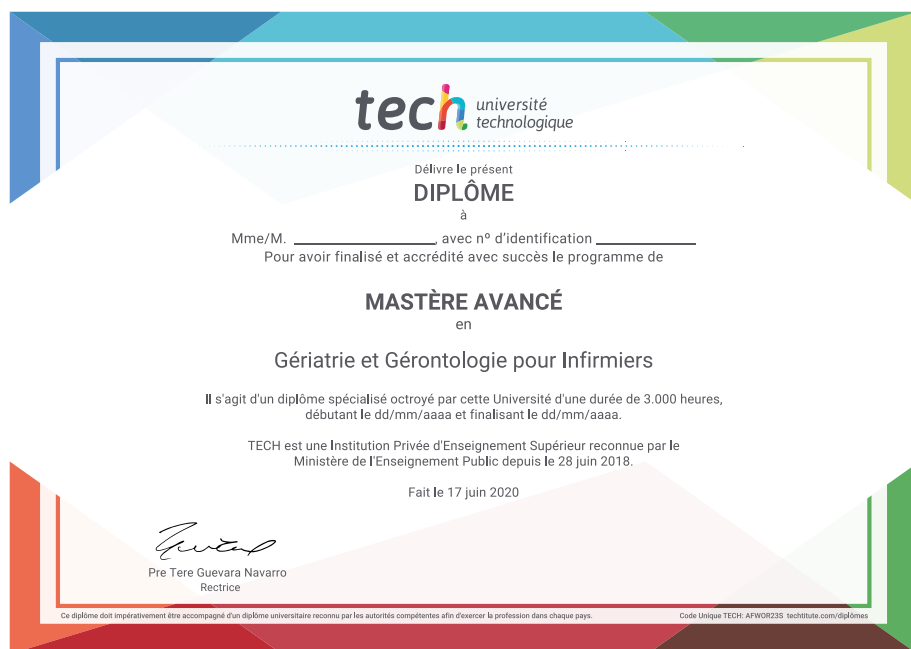 tech université
technologique
Délivre le présent
DIPLÔME
à
Mme/M. _______________, avec nº d'identification ___________
Pour avoir finalisé et accrédité avec succès le programme de
MASTÈRE AVANCÉ
en
Gériatrie et Gérontologie pour Infirmiers
Il s'agit d'un diplôme spécialisé octroyé par cette Université d'une durée de 3.000 heures,
débutant le dd/mm/aaaa et finalisant le dd/mm/aaaa.
TECH est une Institution Privée d'Enseignement Supérieur reconnue par le
Ministère de l'Enseignement Public depuis le 28 juin 2018.
Fait le 17 juin 2020
Pre Tere Guevara Navarro
Rectrice
Ce diplôme doit impérativement être accompagné d'un diplôme universitaire reconnu par les autorités compétentes afin d'exercer la profession dans chaque pays.
Code Unique TECH: AFWOR23S techtitute.com/diplômes